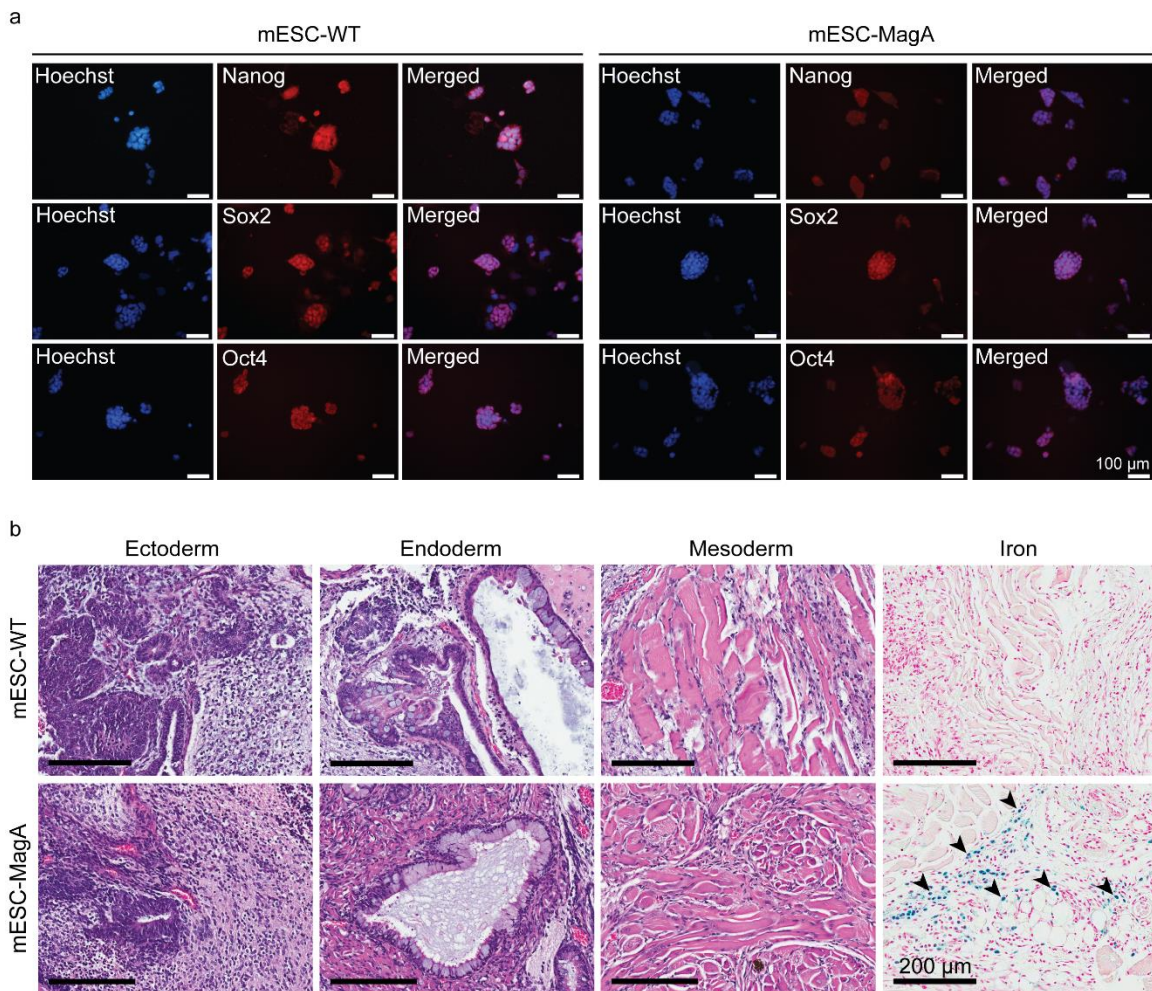 a
mESC-WT mESC-MagA
Hoechst Nanog Merged Hoechst Nanog Merged
Hoechst Sox2 Merged Hoechst Sox2 Merged
Hoechst Oct4 Merged Hoechst Oct4 Merged
100 µm
b
Ectoderm Endoderm Mesoderm Iron
mESC-WT
mESC-MagA
200 µm